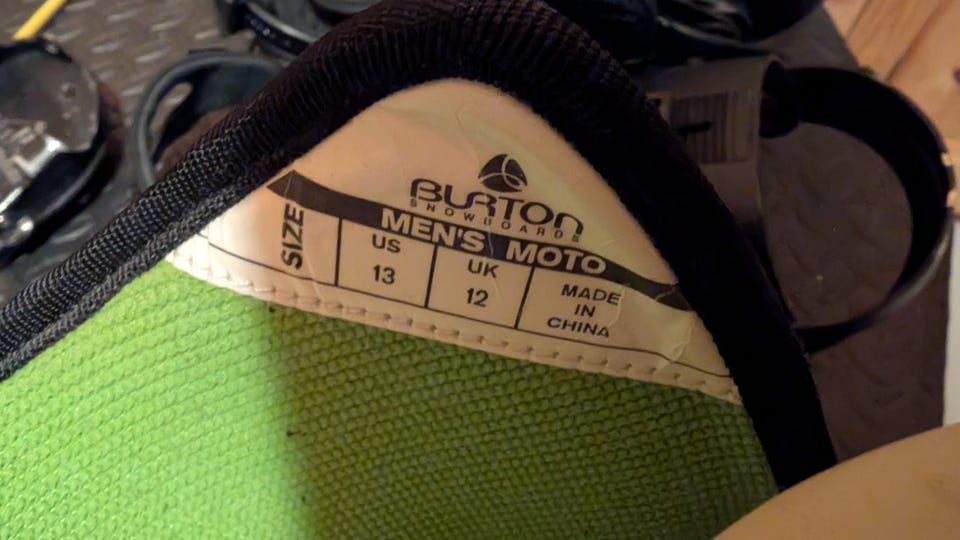 BURTON
SNOWBOARDS
MEN'S MOTO
SIZE
US
13
UK
12
MADE
IN
CHINA